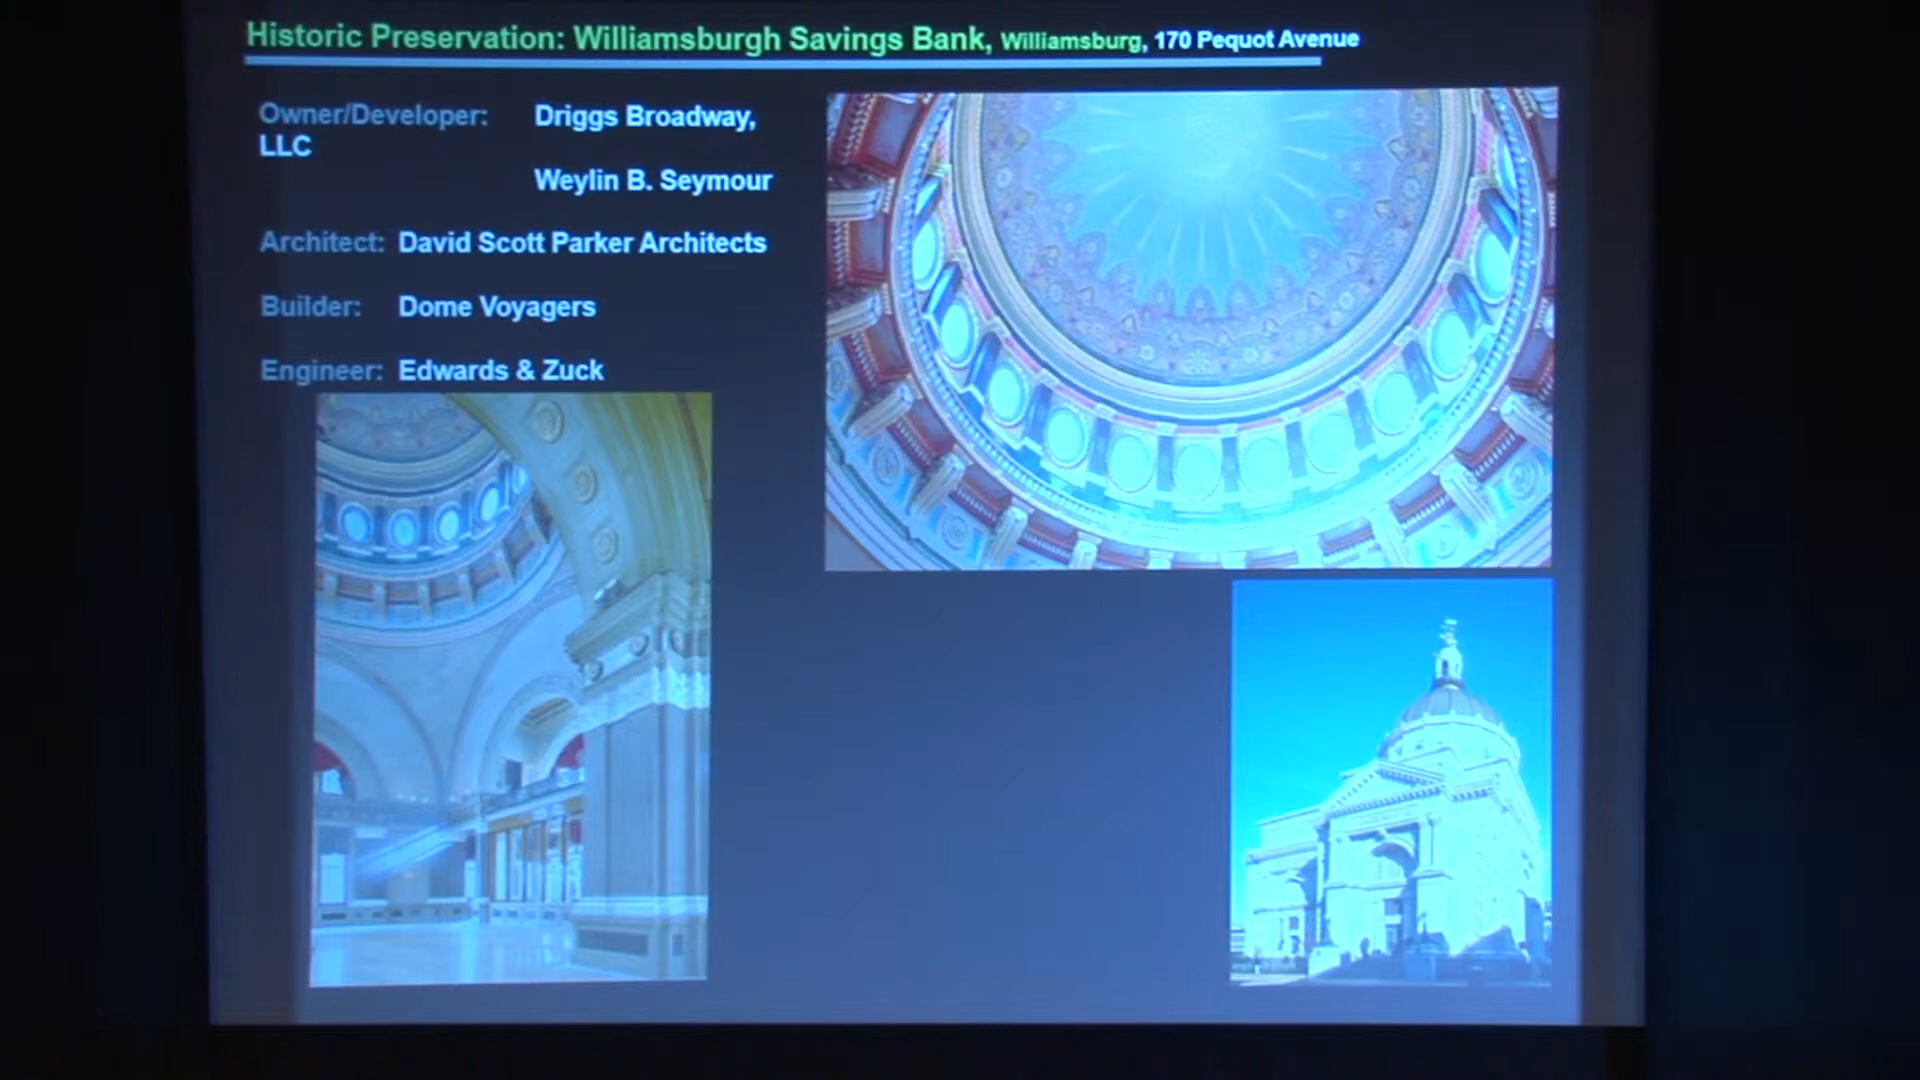 Historic Preservation: Williamsburgh Savings Bank, Williamsburg, 170 Pequot Avenue
Owner/Developer: Driggs Broadway,
LLC
Weylin B. Seymour
Architect: David Scott Parker Architects
Builder: Dome Voyagers
Engineer: Edwards & Zuck